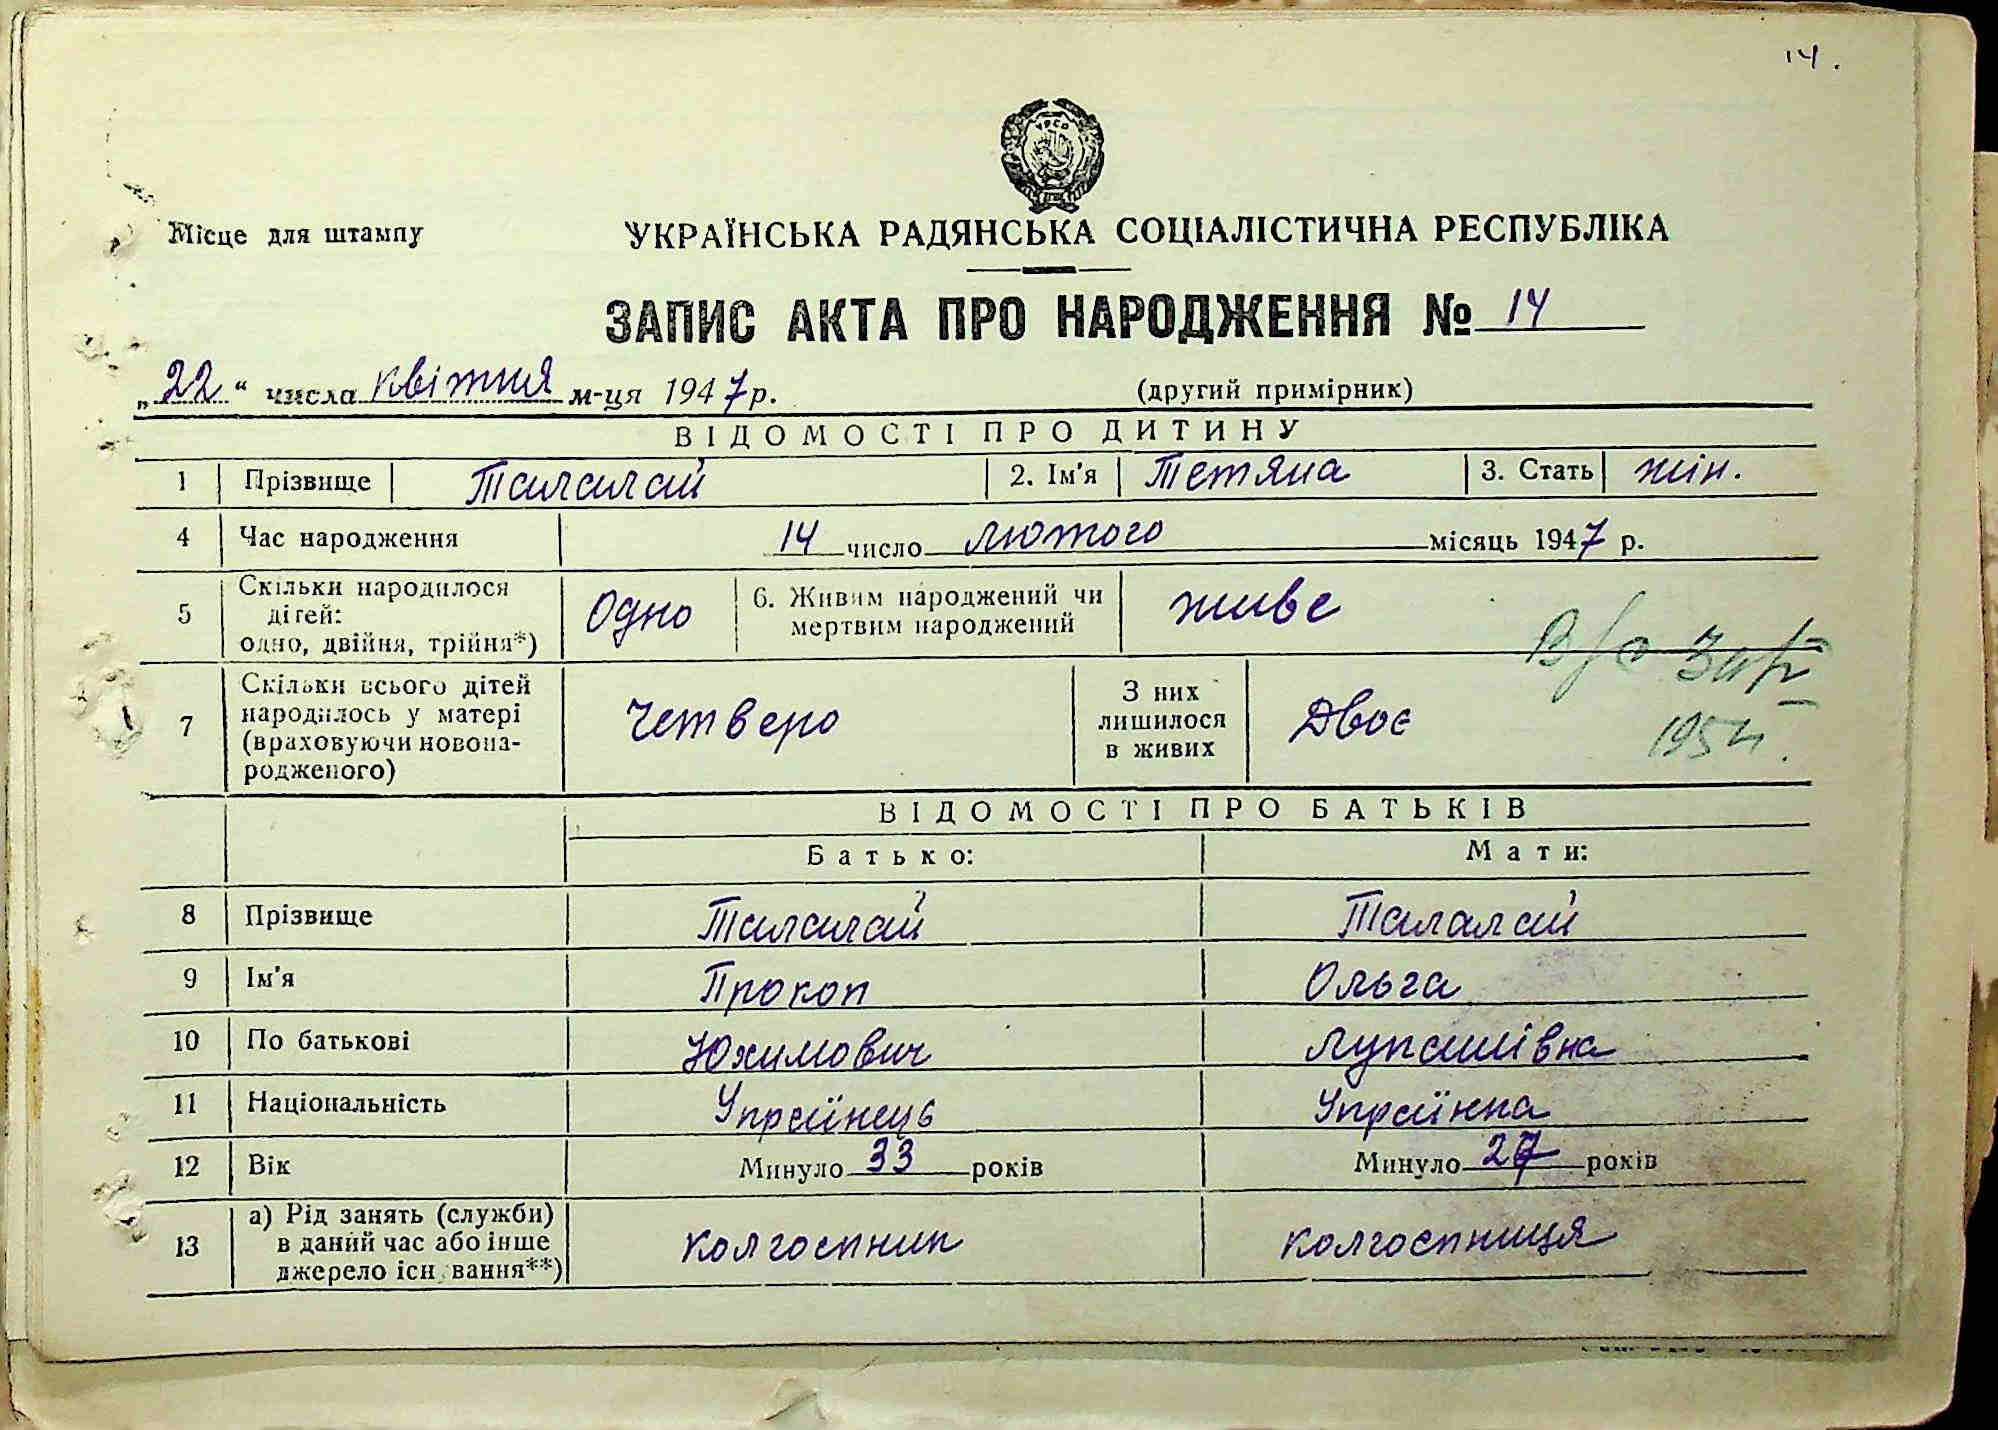 14.
УРСР
Місце для штампу
УКРАЇНСЬКА РАДЯНСЬКА СОЦІАЛІСТИЧНА РЕСПУБЛІКА
ЗАПИС АКТА ПРО НАРОДЖЕННЯ № 14
„22“ числа квітня м-ця 1947 р.
(другий примірник)
ВІДОМОСТІ ПРО ДИТИНУ
1 Прізвище Талалай 2. Ім'я Тетяна 3. Стать жін.
4 Час народження 14 число лютого місяць 1947 р.
5 Скільки народилося дітей: одно, двійня, трійня*) Одно 6. Живим народжений чи мертвим народжений живе
7 Скільки всього дітей народилось у матері (враховуючи новонародженого) Четверо З них лишилося в живих Двоє
1954.
ВІДОМОСТІ ПРО БАТЬКІВ
Батько: Мати:
8 Прізвище Талалай Талалай
9 Ім'я Прокоп Ольга
10 По батькові Юхимович Лупашівна
11 Національність Українець Українка
12 Вік Минуло 33 років Минуло 27 років
13 а) Рід занять (служби) в даний час або інше джерело існування**) колгоспник колгоспниця